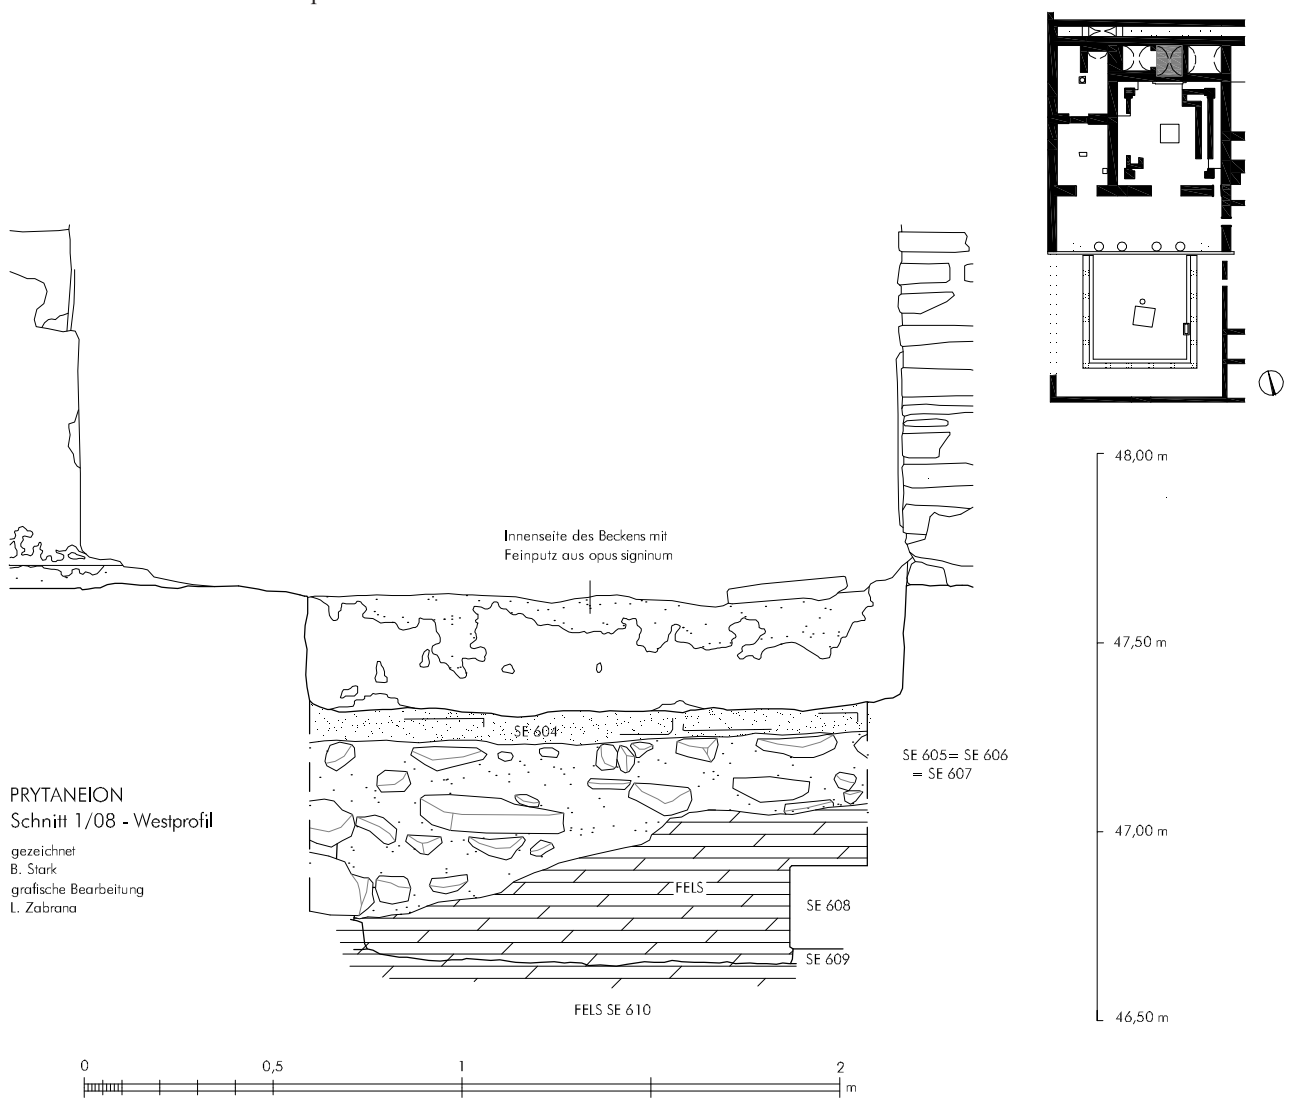 48,00 m
Innenseite des Beckens mit
Feinputz aus opus signinum
47,50 m
SE 604
SE 605= SE 606
= SE 607
PRYTANEION
Schnitt 1/08 - Westprofil
gezeichnet
B. Stark
grafische Bearbeitung
L. Zabrana
47,00 m
FELS
SE 608
SE 609
FELS SE 610
46,50 m
0 0,5 1 2
m